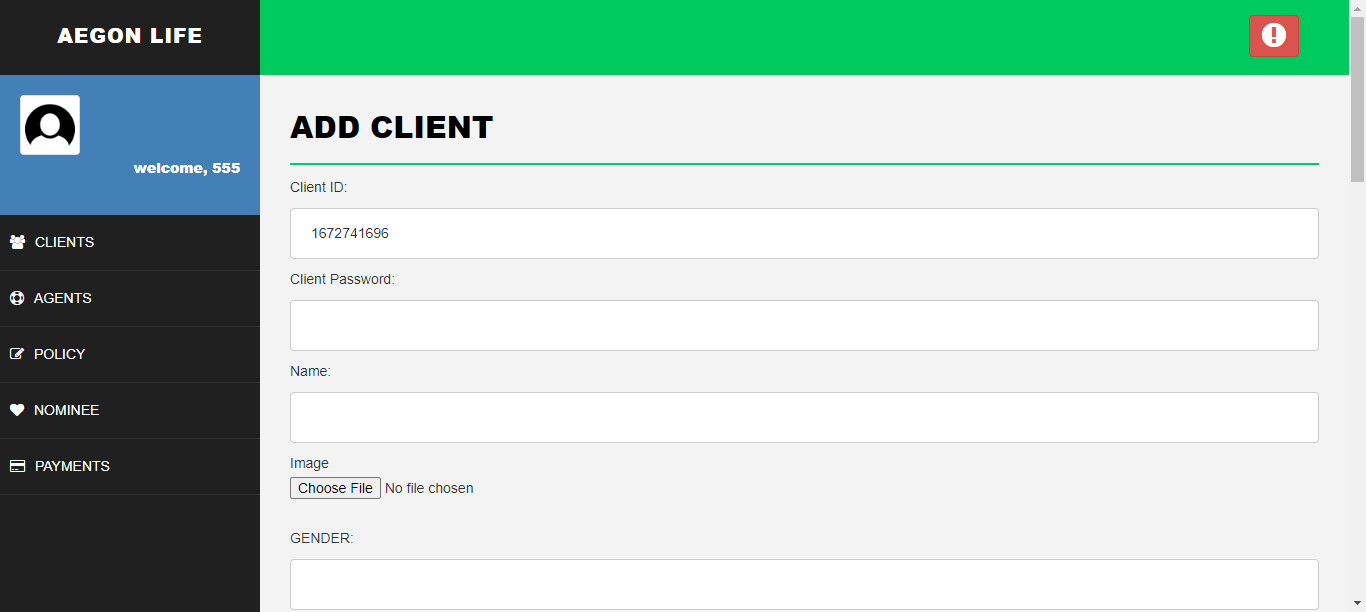 AEGON LIFE
welcome, 555
CLIENTS
AGENTS
POLICY
NOMINEE
PAYMENTS
ADD CLIENT
Client ID:
1672741696
Client Password:
Name:
Image
Choose File No file chosen
GENDER: